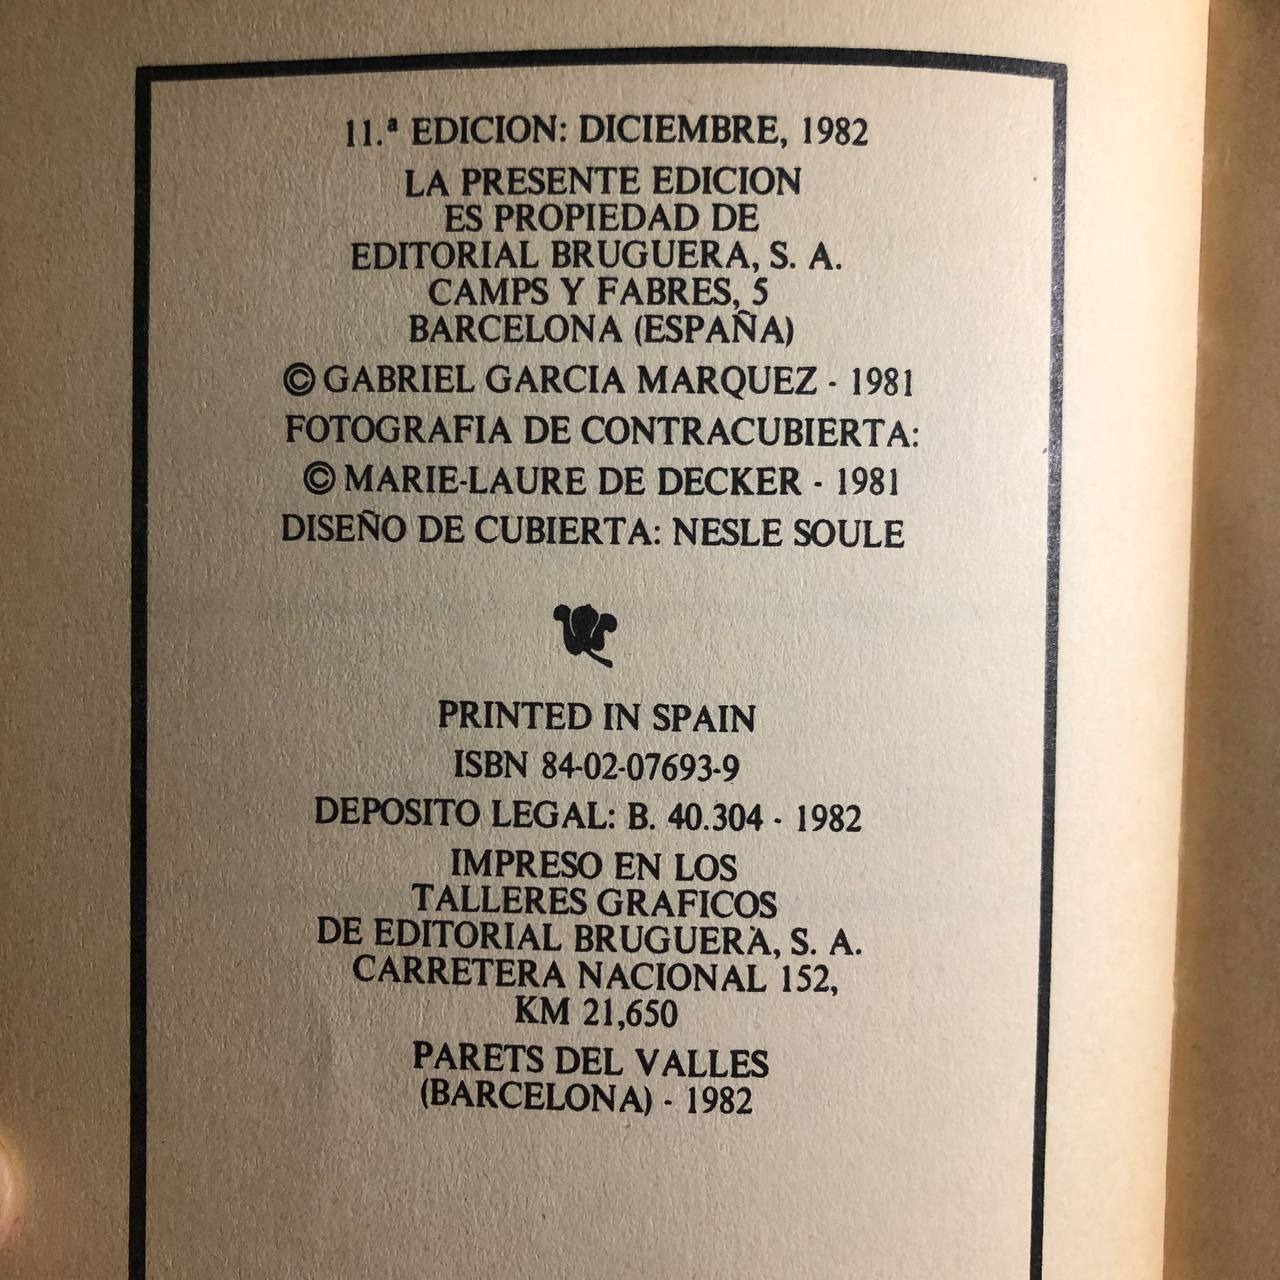 11.ª EDICION: DICIEMBRE, 1982
LA PRESENTE EDICION
ES PROPIEDAD DE
EDITORIAL BRUGUERA, S. A.
CAMPS Y FABRES, 5
BARCELONA (ESPAÑA)
© GABRIEL GARCIA MARQUEZ - 1981
FOTOGRAFIA DE CONTRACUBIERTA:
© MARIE-LAURE DE DECKER - 1981
DISEÑO DE CUBIERTA: NESLE SOULE
PRINTED IN SPAIN
ISBN 84-02-07693-9
DEPOSITO LEGAL: B. 40.304 - 1982
IMPRESO EN LOS
TALLERES GRAFICOS
DE EDITORIAL BRUGUERA, S. A.
CARRETERA NACIONAL 152,
KM 21,650
PARETS DEL VALLES
(BARCELONA) - 1982